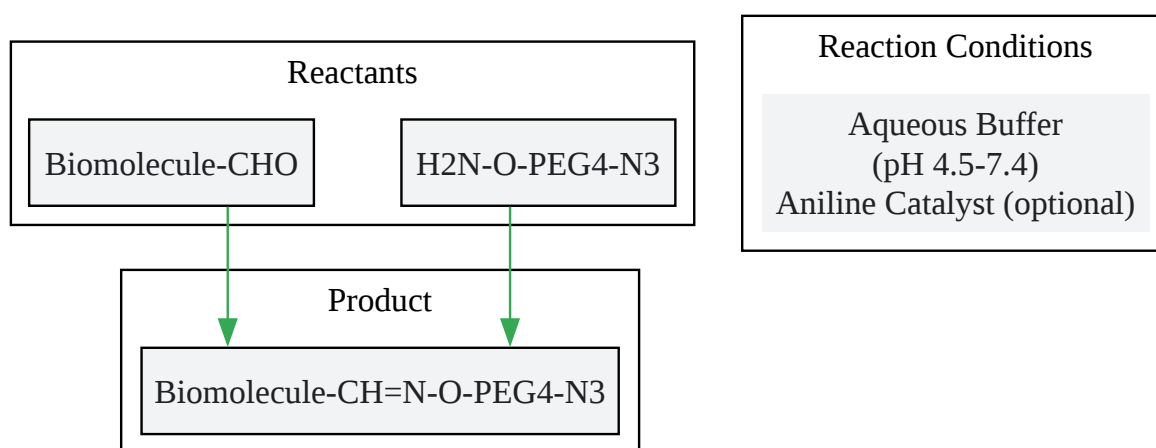 Reactants
Biomolecule-CHO
H2N-O-PEG4-N3
Product
Biomolecule-CH=N-O-PEG4-N3
Reaction Conditions
Aqueous Buffer
(pH 4.5-7.4)
Aniline Catalyst (optional)